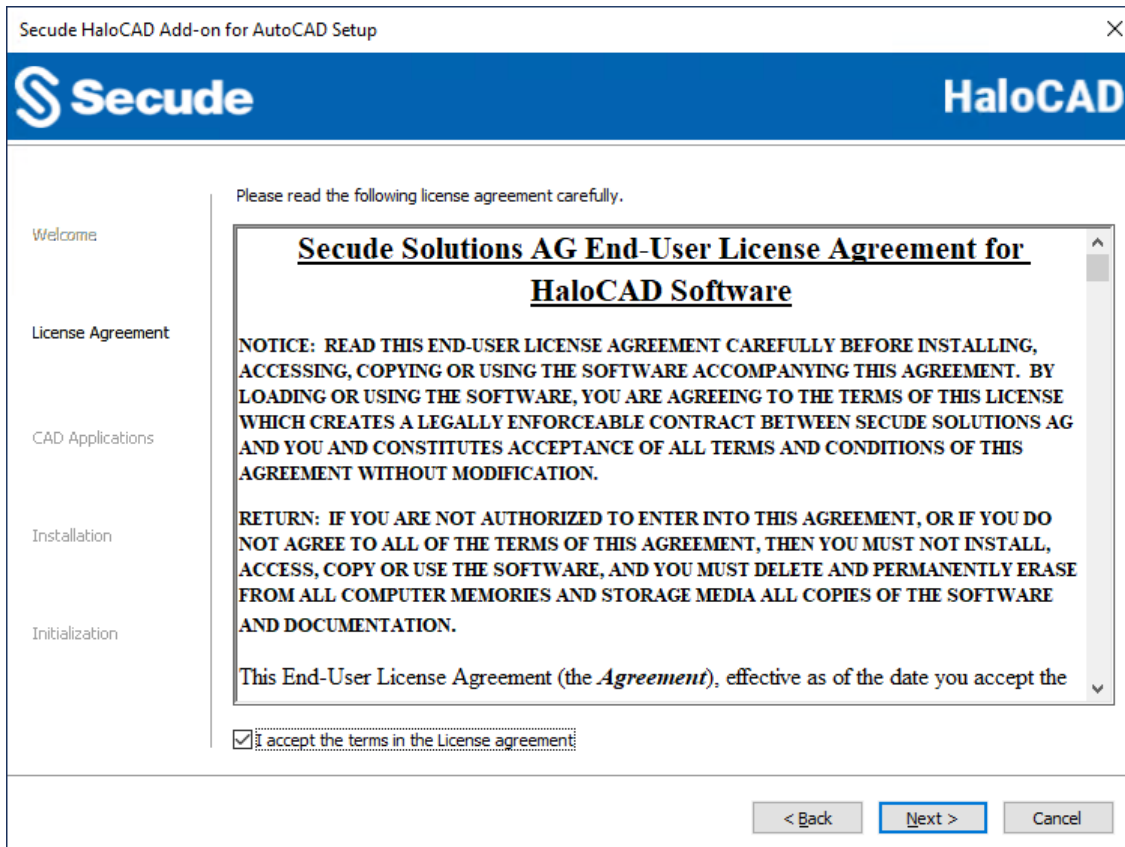 Secude HaloCAD Add-on for AutoCAD Setup
Secude
HaloCAD
Welcome
License Agreement
CAD Applications
Installation
Initialization
Please read the following license agreement carefully.
Secude Solutions AG End-User License Agreement for
HaloCAD Software
NOTICE: READ THIS END-USER LICENSE AGREEMENT CAREFULLY BEFORE INSTALLING,
ACCESSING, COPYING OR USING THE SOFTWARE ACCOMPANYING THIS AGREEMENT. BY
LOADING OR USING THE SOFTWARE, YOU ARE AGREEING TO THE TERMS OF THIS LICENSE
WHICH CREATES A LEGALLY ENFORCEABLE CONTRACT BETWEEN SECUDE SOLUTIONS AG
AND YOU AND CONSTITUTES ACCEPTANCE OF ALL TERMS AND CONDITIONS OF THIS
AGREEMENT WITHOUT MODIFICATION.
RETURN: IF YOU ARE NOT AUTHORIZED TO ENTER INTO THIS AGREEMENT, OR IF YOU DO
NOT AGREE TO ALL OF THE TERMS OF THIS AGREEMENT, THEN YOU MUST NOT INSTALL,
ACCESS, COPY OR USE THE SOFTWARE, AND YOU MUST DELETE AND PERMANENTLY ERASE
FROM ALL COMPUTER MEMORIES AND STORAGE MEDIA ALL COPIES OF THE SOFTWARE
AND DOCUMENTATION.
This End-User License Agreement (the Agreement), effective as of the date you accept the
I accept the terms in the License agreement
< Back
Next >
Cancel